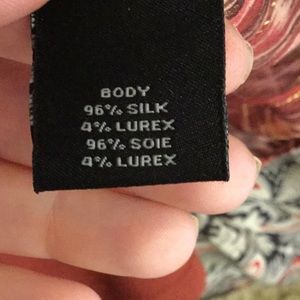 BODY
96% SILK
4% LUREX
96% SOIE
4% LUREX